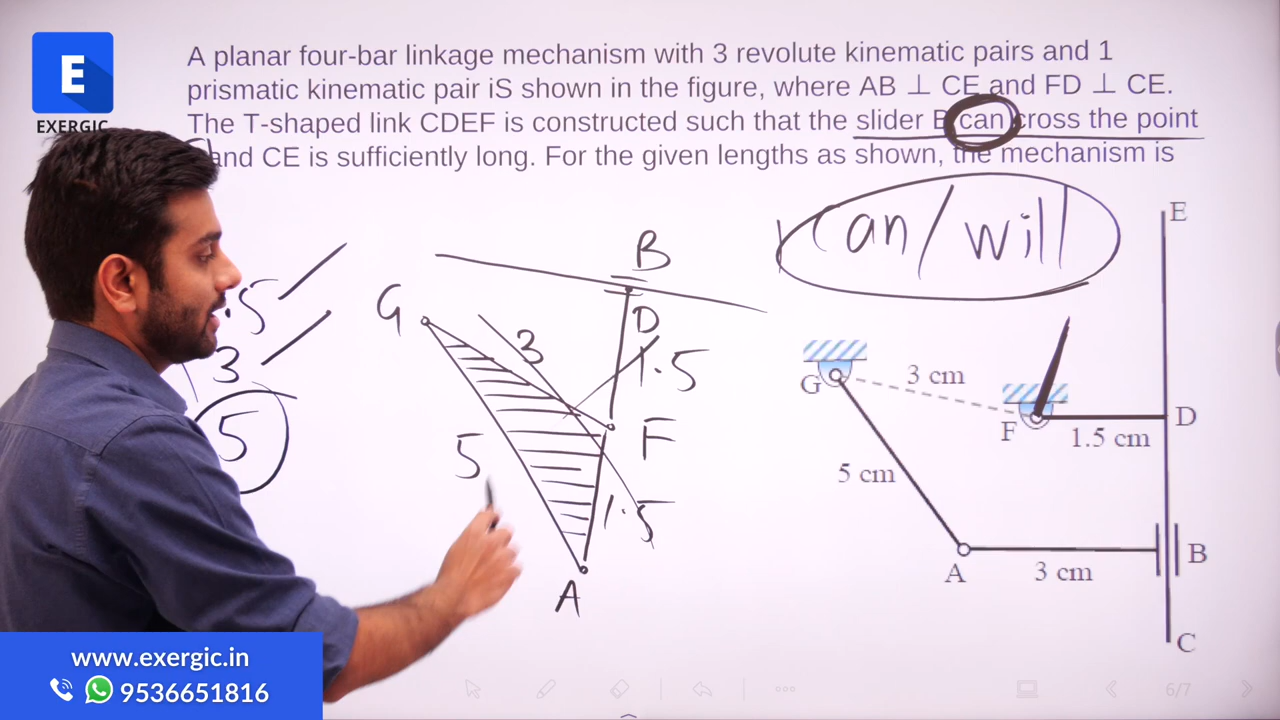 E
EXERGIC
A planar four-bar linkage mechanism with 3 revolute kinematic pairs and 1
prismatic kinematic pair iS shown in the figure, where AB ⊥ CE and FD ⊥ CE.
The T-shaped link CDEF is constructed such that the slider B can cross the point
and CE is sufficiently long. For the given lengths as shown, the mechanism is
can/will
.5
3
5
G
3
B
D
1.5
F
5
1.5
A
E
G
3 cm
F
D
1.5 cm
5 cm
A
3 cm
B
C
www.exergic.in
9536651816
6/7